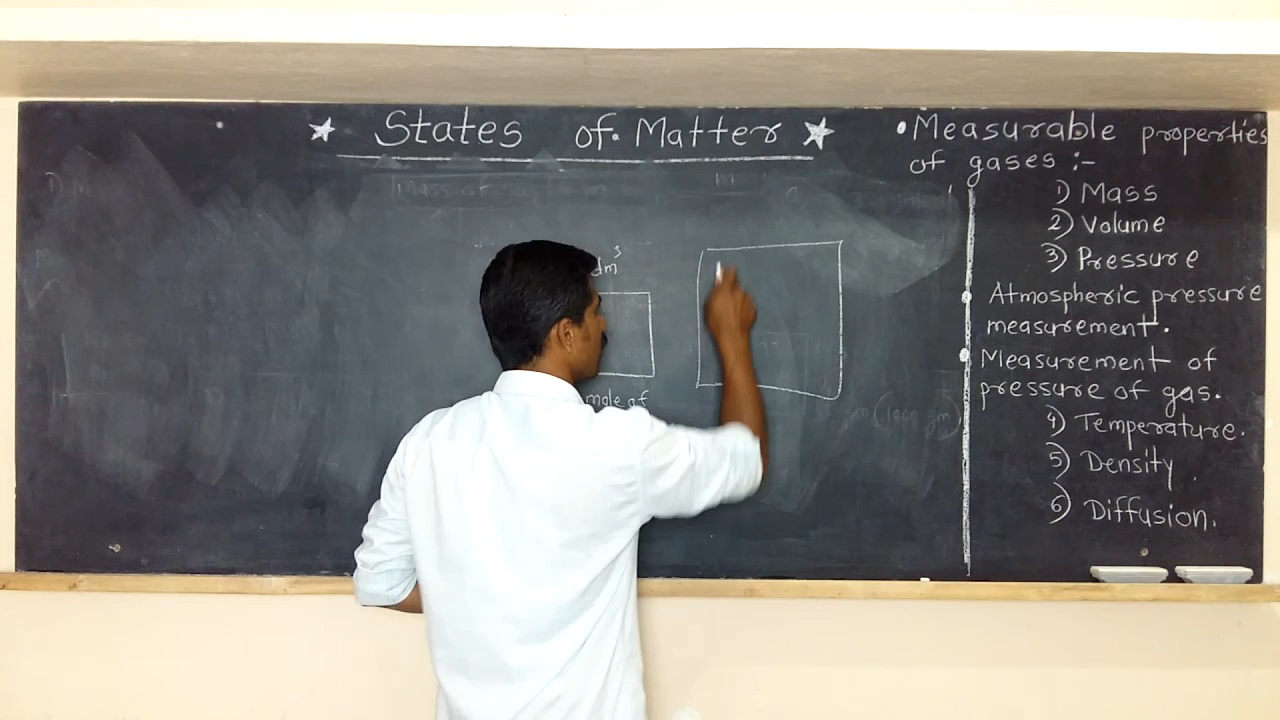 States of Matter
• Measurable properties
of gases :-
1) Mass
2) Volume
3) Pressure
• Atmospheric pressure
measurement.
• Measurement of
pressure of gas.
4) Temperature.
5) Density.
6) Diffusion.
dm³
mole of